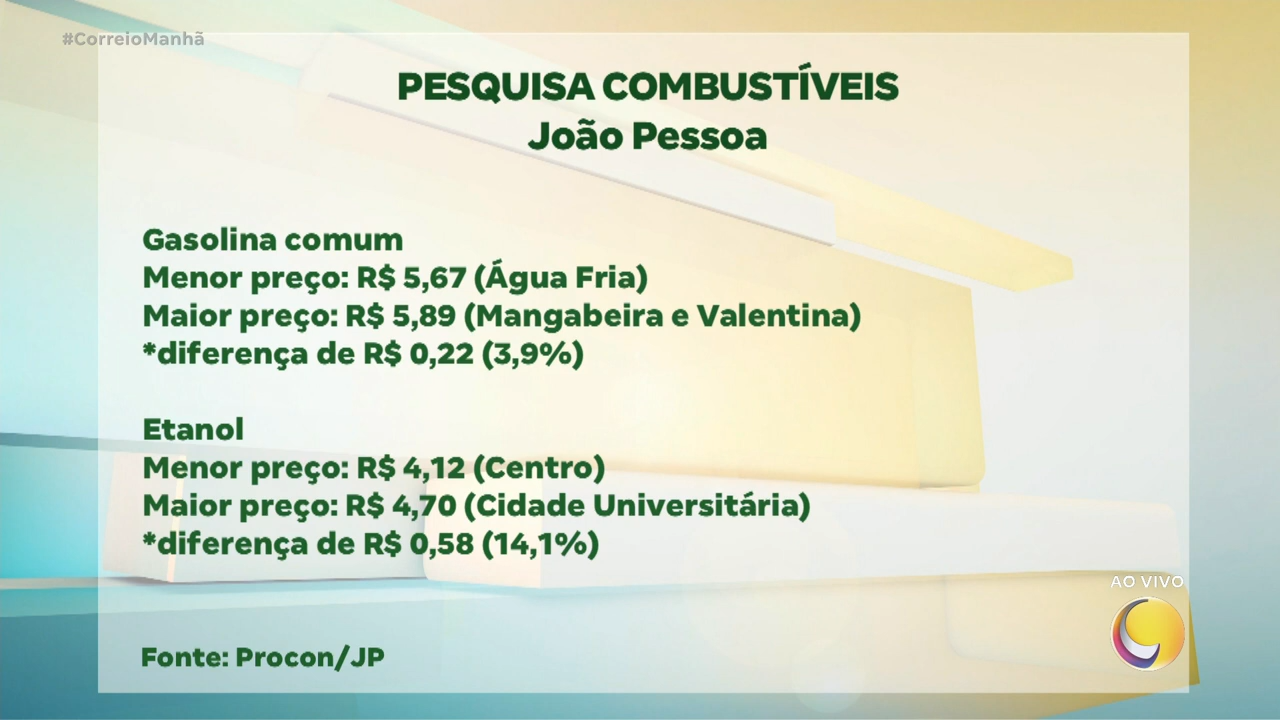 #CorreioManhã
PESQUISA COMBUSTÍVEIS
João Pessoa
Gasolina comum
Menor preço: R$ 5,67 (Água Fria)
Maior preço: R$ 5,89 (Mangabeira e Valentina)
*diferença de R$ 0,22 (3,9%)
Etanol
Menor preço: R$ 4,12 (Centro)
Maior preço: R$ 4,70 (Cidade Universitária)
*diferença de R$ 0,58 (14,1%)
AO VIVO
Fonte: Procon/JP